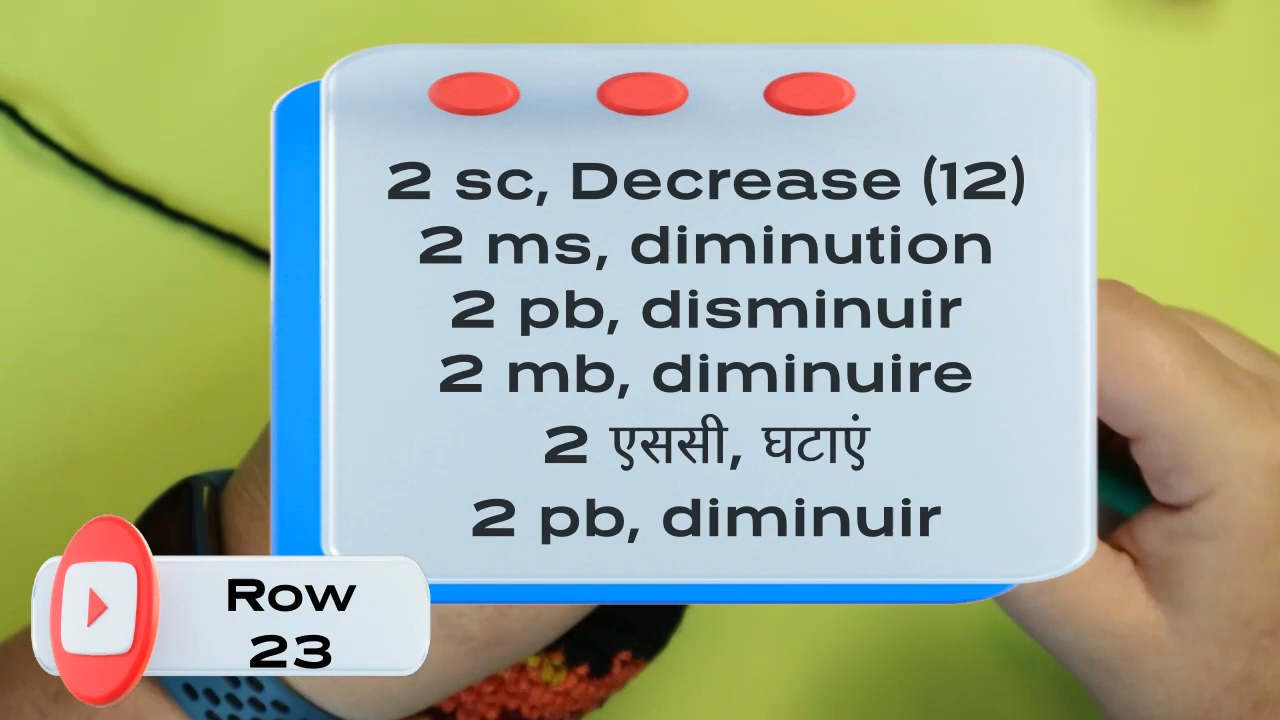 2 sc, Decrease (12)
2 ms, diminution
2 pb, disminuir
2 mb, diminuire
2 एससी, घटाएं
2 pb, diminuir
Row
23